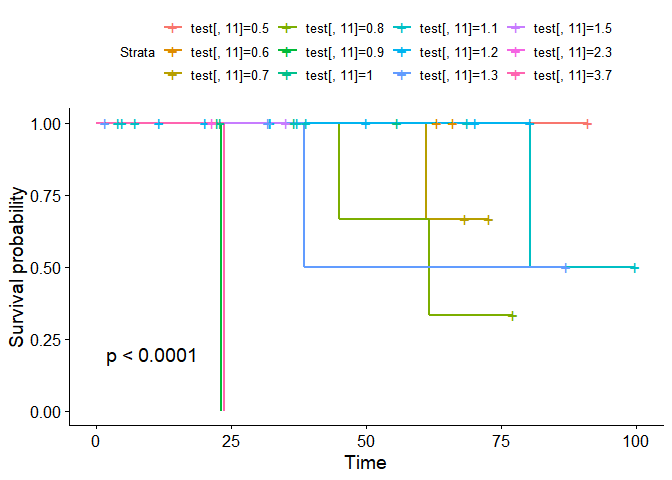 test[, 11]=0.5 test[, 11]=0.8 test[, 11]=1.1 test[, 11]=1.5
Strata test[, 11]=0.6 test[, 11]=0.9 test[, 11]=1.2 test[, 11]=2.3
test[, 11]=0.7 test[, 11]=1 test[, 11]=1.3 test[, 11]=3.7
Survival probability
1.00
0.75
0.50
0.25
0.00
p < 0.0001
0 25 50 75 100
Time